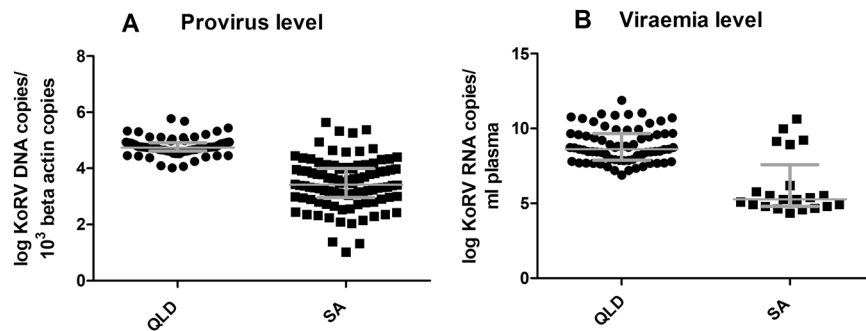 A Provirus level
log KoRV DNA copies/
10³ beta actin copies
8
6
4
2
0
QLD
SA
B Viraemia level
log KoRV RNA copies/
ml plasma
15
10
5
0
QLD
SA